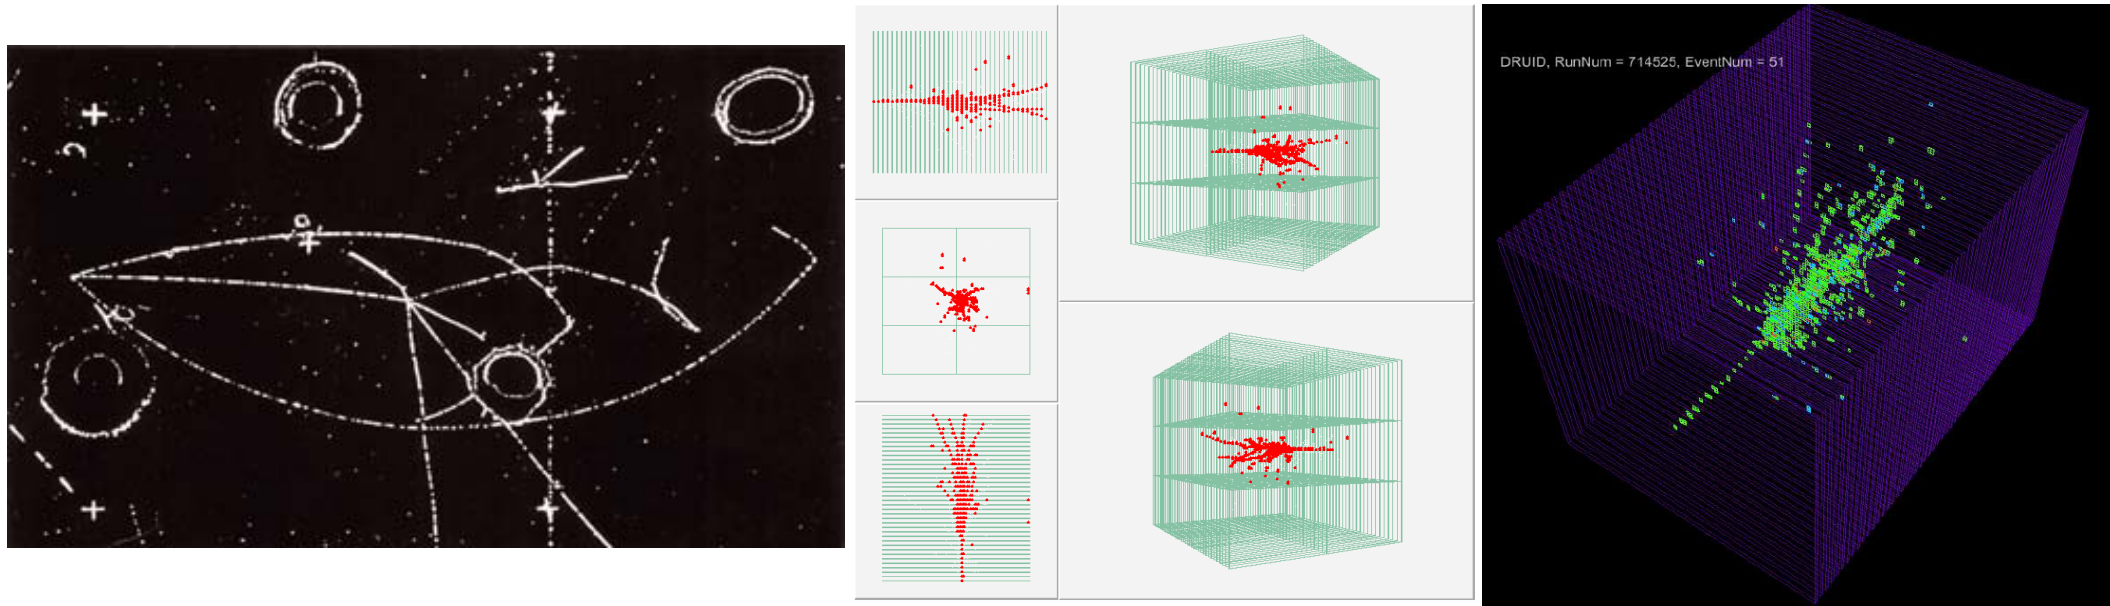 DRUID, RunNum = 714525, EventNum = 51